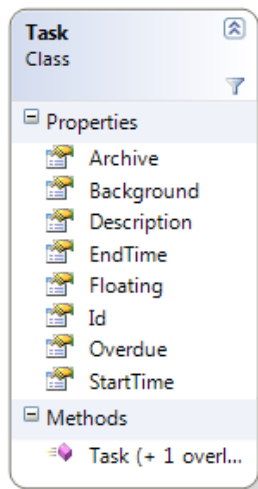 Task
Class
Properties
Archive
Background
Description
EndTime
Floating
Id
Overdue
StartTime
Methods
Task (+ 1 overl...